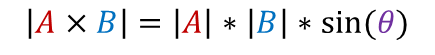 |A × B| = |A| * |B| * sin(θ)